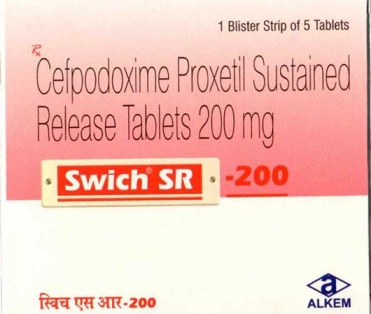 1 Blister Strip of 5 Tablets
Rx
Cefpodoxime Proxetil Sustained
Release Tablets 200 mg
Swich® SR -200
स्विच एस आर-200
a
ALKEM